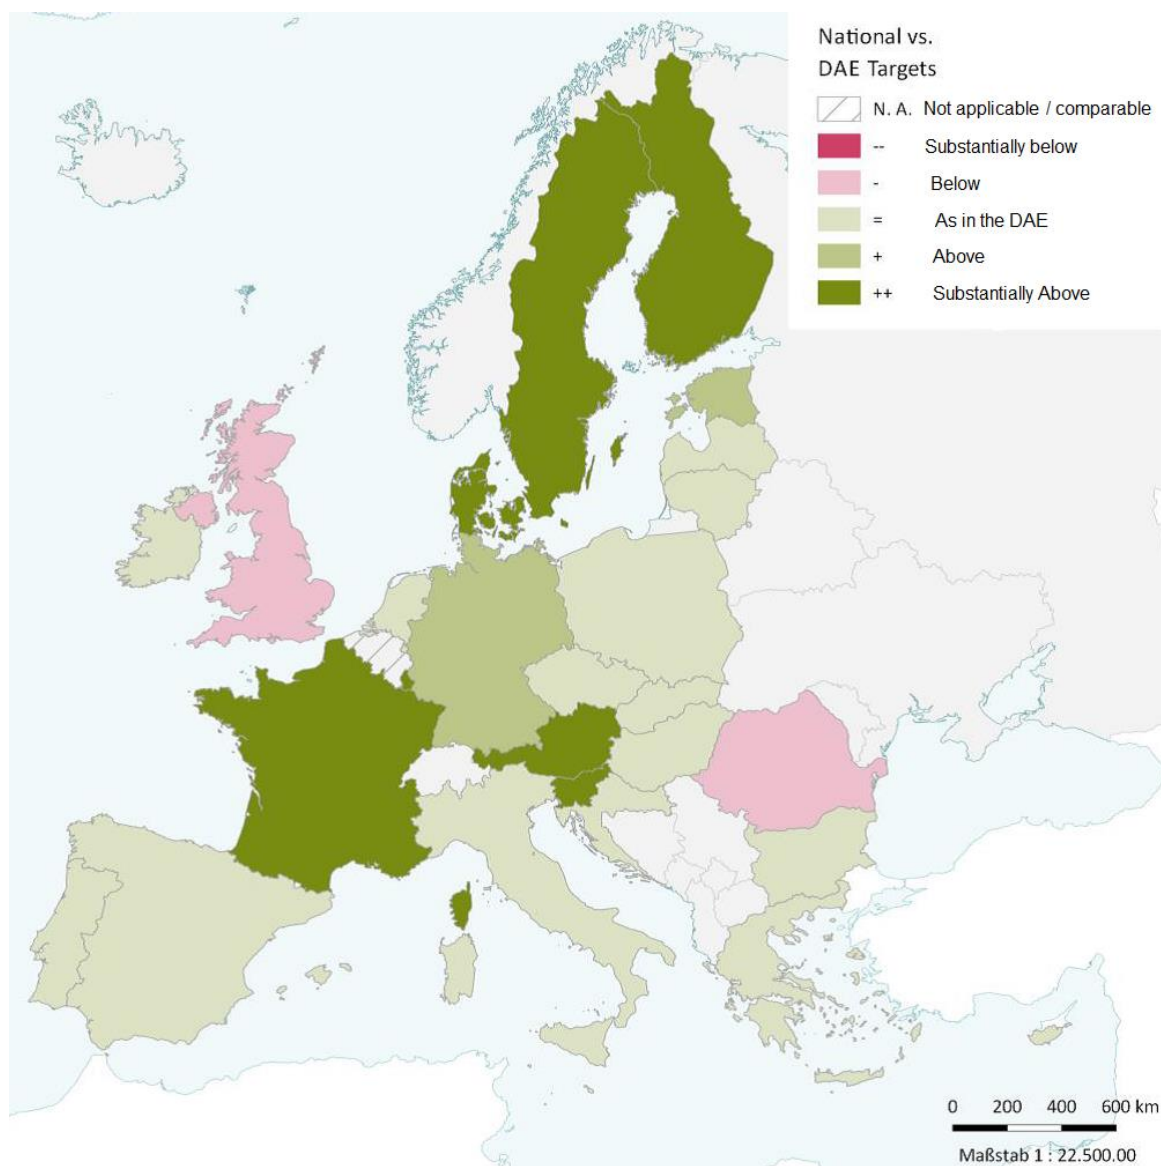 National vs.
DAE Targets
N. A. Not applicable / comparable
-- Substantially below
- Below
= As in the DAE
+ Above
++ Substantially Above
0 200 400 600 km
Maßstab 1 : 22.500.00